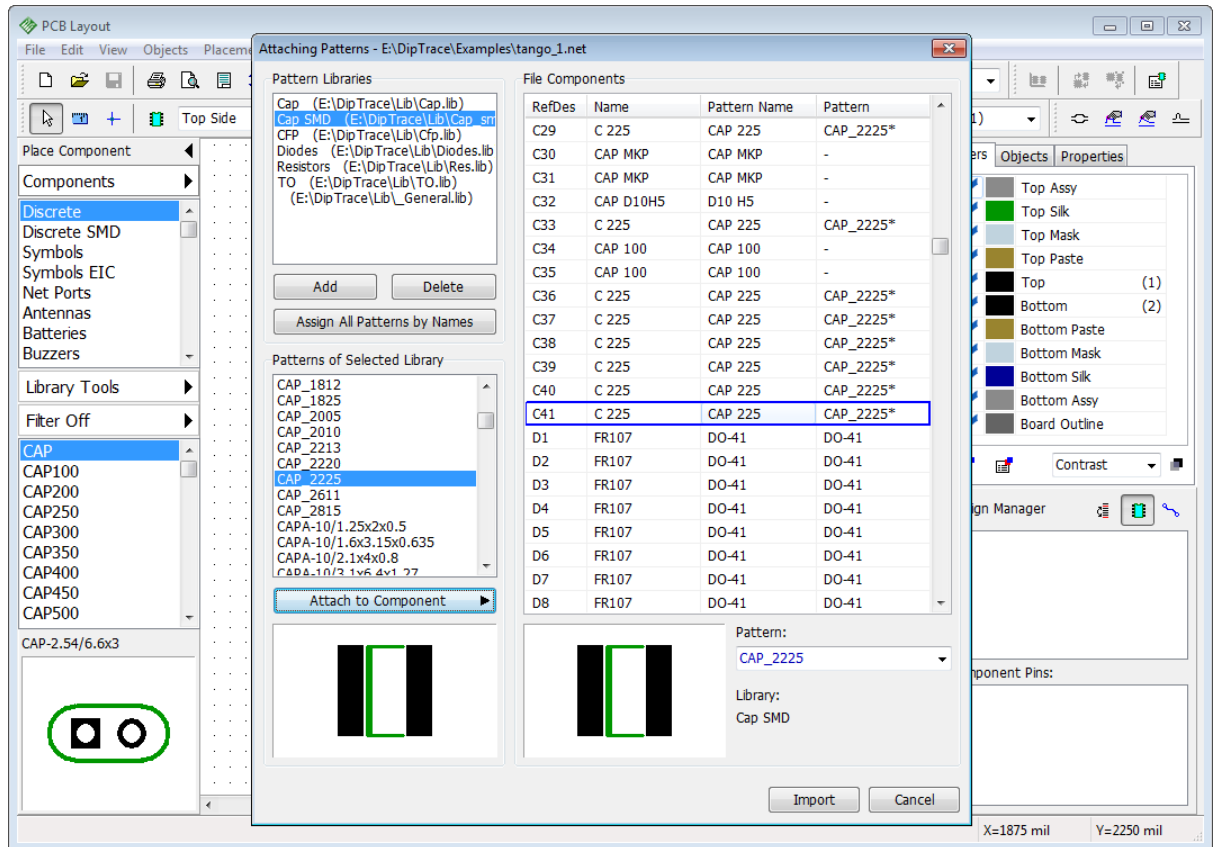 PCB Layout
File Edit View Objects Placeme
Top Side
Place Component
Components
Discrete
Discrete SMD
Symbols
Symbols EIC
Net Ports
Antennas
Batteries
Buzzers
Library Tools
Filter Off
CAP
CAP100
CAP200
CAP250
CAP300
CAP350
CAP400
CAP450
CAP500
CAP-2.54/6.6x3
Attaching Patterns - E:\DipTrace\Examples\tango_1.net
Pattern Libraries
Cap (E:\DipTrace\Lib\Cap.lib)
Cap SMD (E:\DipTrace\Lib\Cap_sm
CFP (E:\DipTrace\Lib\Cfp.lib)
Diodes (E:\DipTrace\Lib\Diodes.lib
Resistors (E:\DipTrace\Lib\Res.lib)
TO (E:\DipTrace\Lib\TO.lib)
(E:\DipTrace\Lib\_General.lib)
Add Delete
Assign All Patterns by Names
Patterns of Selected Library
CAP_1812
CAP_1825
CAP_2005
CAP_2010
CAP_2213
CAP_2220
CAP_2225
CAP_2611
CAP_2815
CAPA-10/1.25x2x0.5
CAPA-10/1.6x3.15x0.635
CAPA-10/2.1x4x0.8
CAPA-10/3.1x6.4x1.27
Attach to Component
File Components
RefDes Name Pattern Name Pattern
C29 C 225 CAP 225 CAP_2225*
C30 CAP MKP CAP MKP -
C31 CAP MKP CAP MKP -
C32 CAP D10H5 D10 H5 -
C33 C 225 CAP 225 CAP_2225*
C34 CAP 100 CAP 100 -
C35 CAP 100 CAP 100 -
C36 C 225 CAP 225 CAP_2225*
C37 C 225 CAP 225 CAP_2225*
C38 C 225 CAP 225 CAP_2225*
C39 C 225 CAP 225 CAP_2225*
C40 C 225 CAP 225 CAP_2225*
C41 C 225 CAP 225 CAP_2225*
D1 FR107 DO-41 DO-41
D2 FR107 DO-41 DO-41
D3 FR107 DO-41 DO-41
D4 FR107 DO-41 DO-41
D5 FR107 DO-41 DO-41
D6 FR107 DO-41 DO-41
D7 FR107 DO-41 DO-41
D8 FR107 DO-41 DO-41
Pattern:
CAP_2225
Library:
Cap SMD
Import Cancel
1)
ers Objects Properties
Top Assy
Top Silk
Top Mask
Top Paste
Top (1)
Bottom (2)
Bottom Paste
Bottom Mask
Bottom Silk
Bottom Assy
Board Outline
Contrast
ign Manager
mponent Pins:
X=1875 mil Y=2250 mil